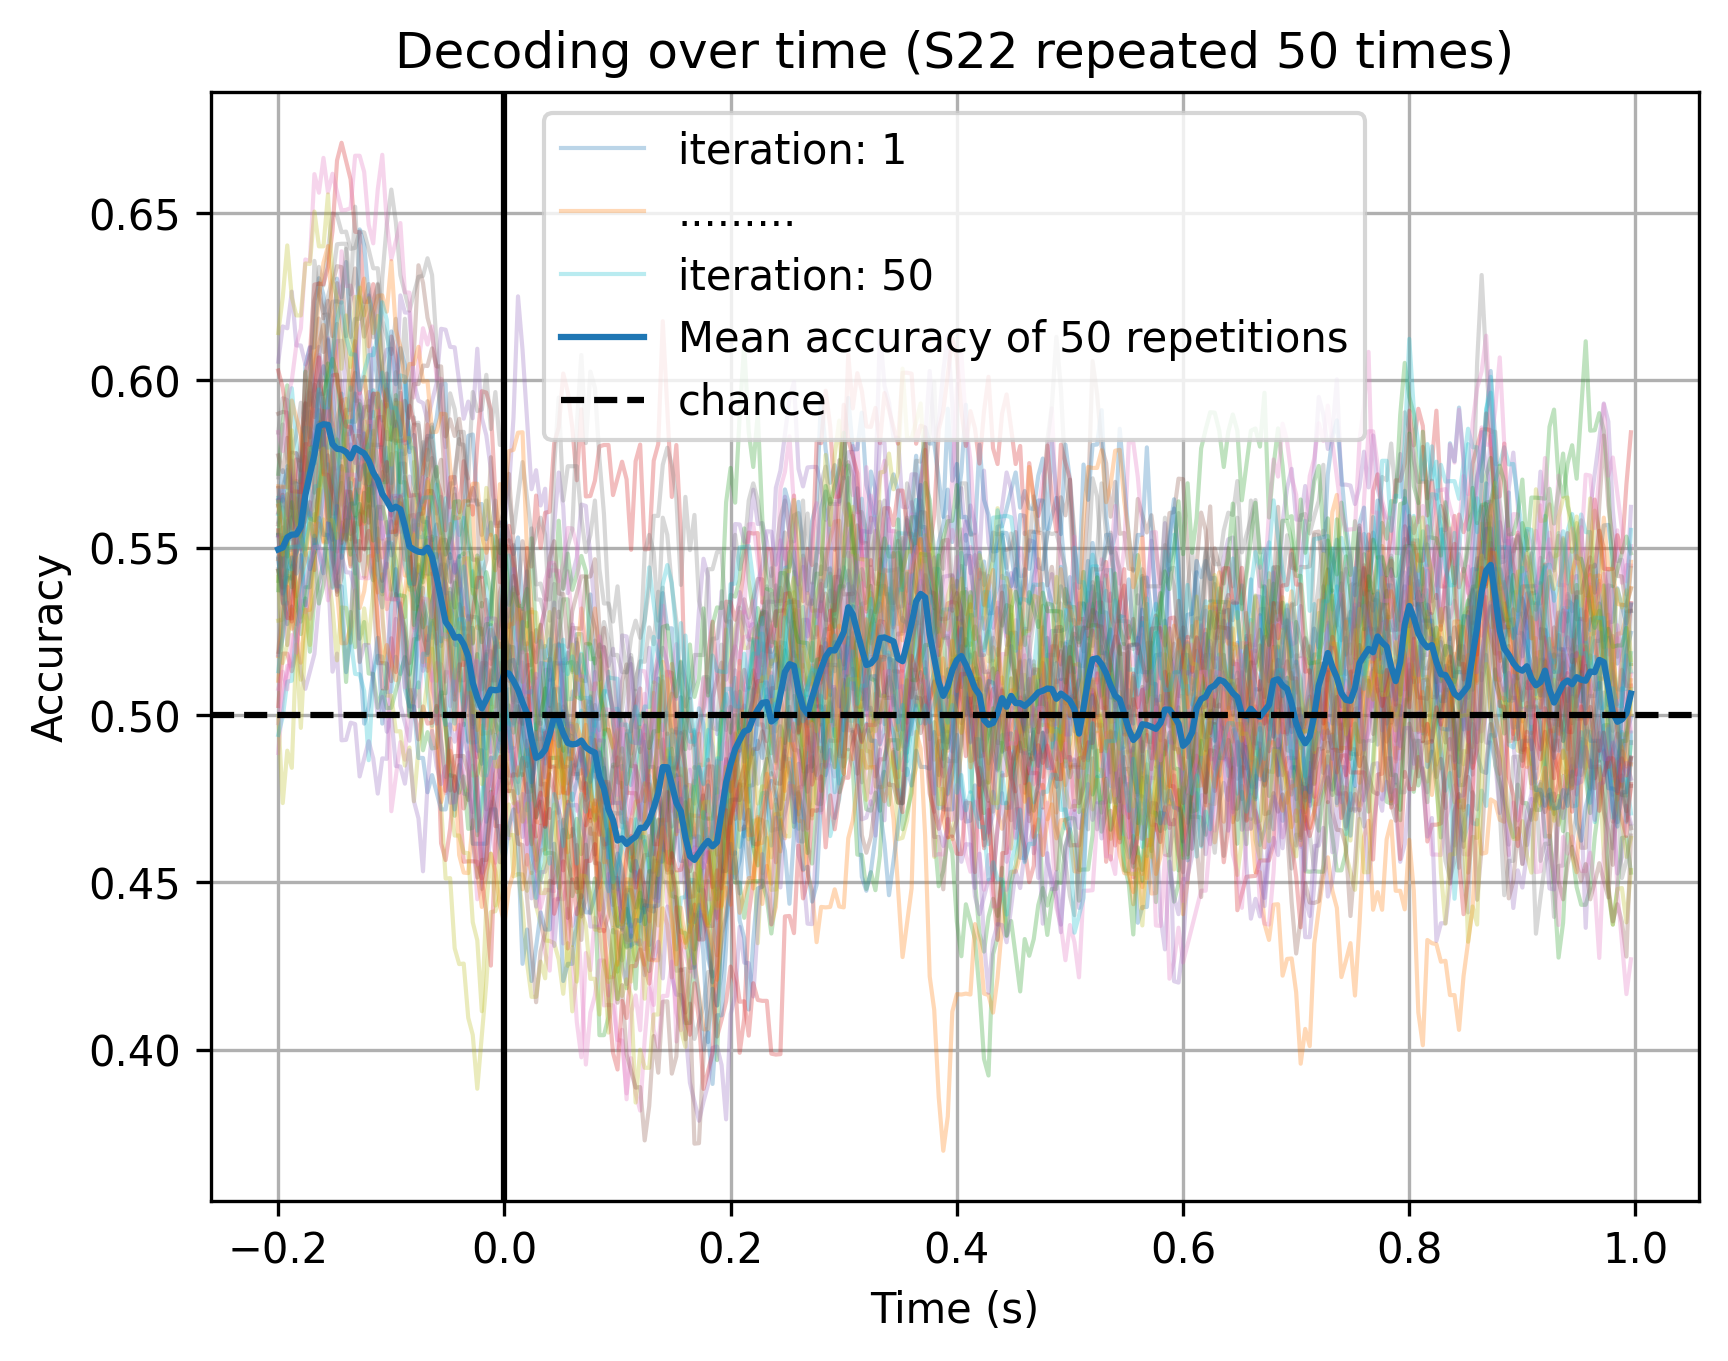 Decoding over time (S22 repeated 50 times)
iteration: 1
.........
iteration: 50
Mean accuracy of 50 repetitions
chance
Accuracy
0.65
0.60
0.55
0.50
0.45
0.40
−0.2
0.0
0.2
0.4
0.6
0.8
1.0
Time (s)